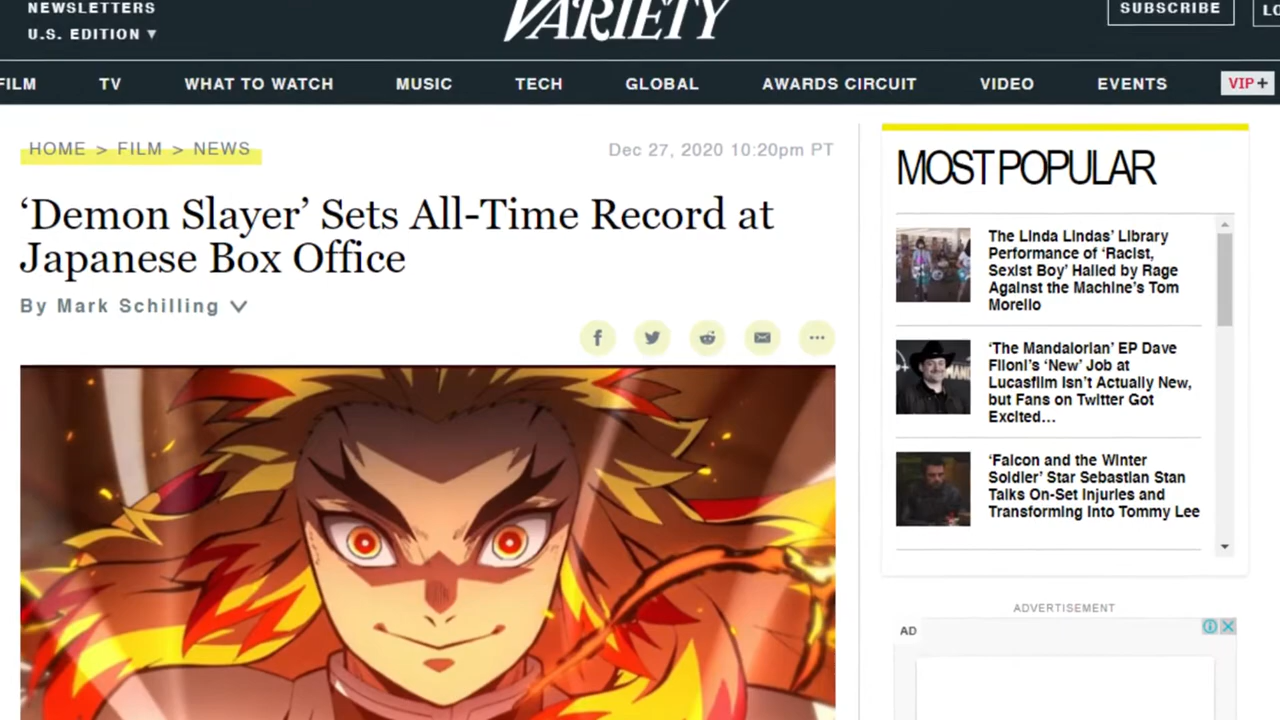 NEWSLETTERS
U.S. EDITION ▼
VARIETY
SUBSCRIBE
FILM TV WHAT TO WATCH MUSIC TECH GLOBAL AWARDS CIRCUIT VIDEO EVENTS VIP+
HOME > FILM > NEWS
Dec 27, 2020 10:20pm PT
‘Demon Slayer’ Sets All-Time Record at
Japanese Box Office
By Mark Schilling
MOST POPULAR
The Linda Lindas’ Library
Performance of ‘Racist,
Sexist Boy’ Hailed by Rage
Against the Machine’s Tom
Morello
‘The Mandalorian’ EP Dave
Filoni’s ‘New’ Job at
Lucasfilm Isn’t Actually New,
but Fans on Twitter Got
Excited…
‘Falcon and the Winter
Soldier’ Star Sebastian Stan
Talks On-Set Injuries and
Transforming Into Tommy Lee
ADVERTISEMENT
AD